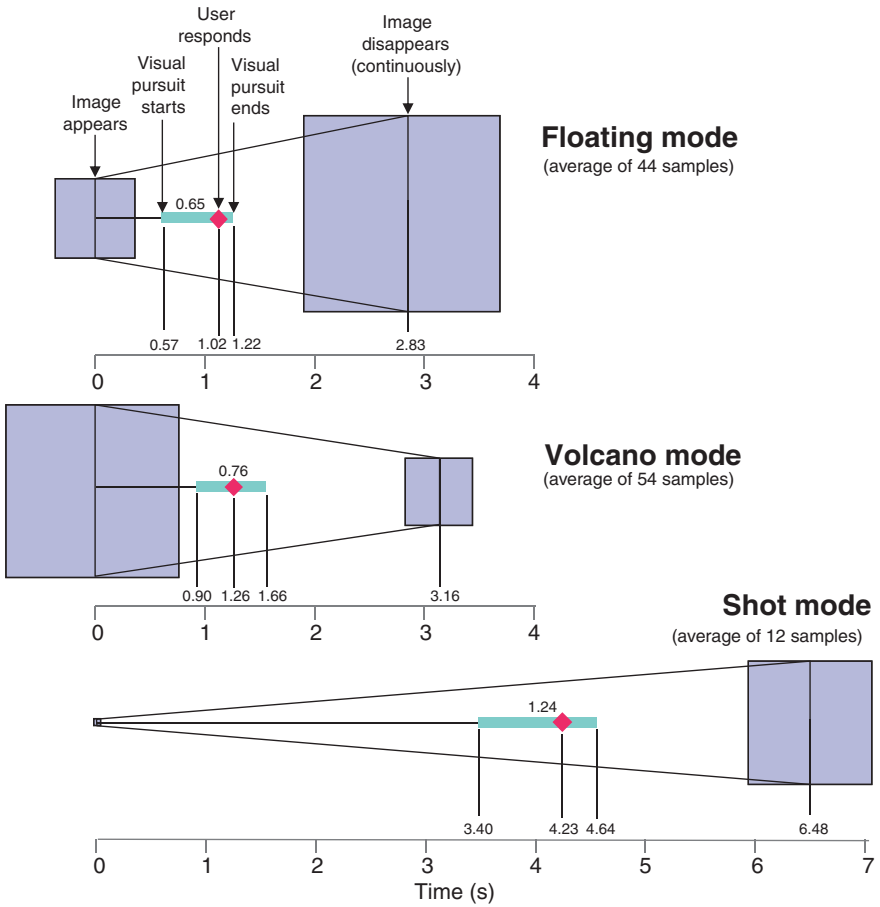 User
responds
Image
disappears
(continuously)
Visual
pursuit
starts
Visual
pursuit
ends
Image
appears
Floating mode
(average of 44 samples)
0.65
0.57 1.02 1.22 2.83
0 1 2 3 4
Volcano mode
(average of 54 samples)
0.76
0.90 1.26 1.66 3.16
0 1 2 3 4
Shot mode
(average of 12 samples)
1.24
3.40 4.23 4.64 6.48
0 1 2 3 4 5 6 7
Time (s)